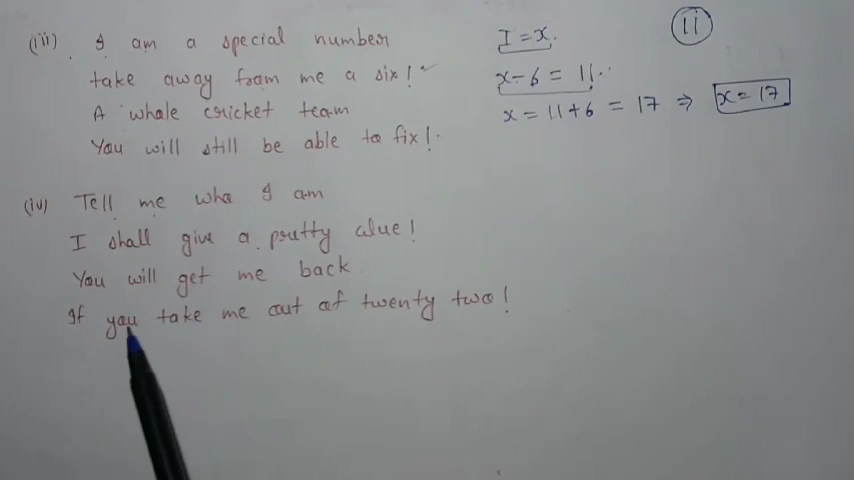 (iii) I am a special number
take away from me a six!
A whole cricket team
You will still be able to fix!
I = x.
x - 6 = 11..
x = 11 + 6 = 17 ⇒ x = 17
11
(iv) Tell me who I am
I shall give a pretty clue!
You will get me back
If you take me out of twenty two!